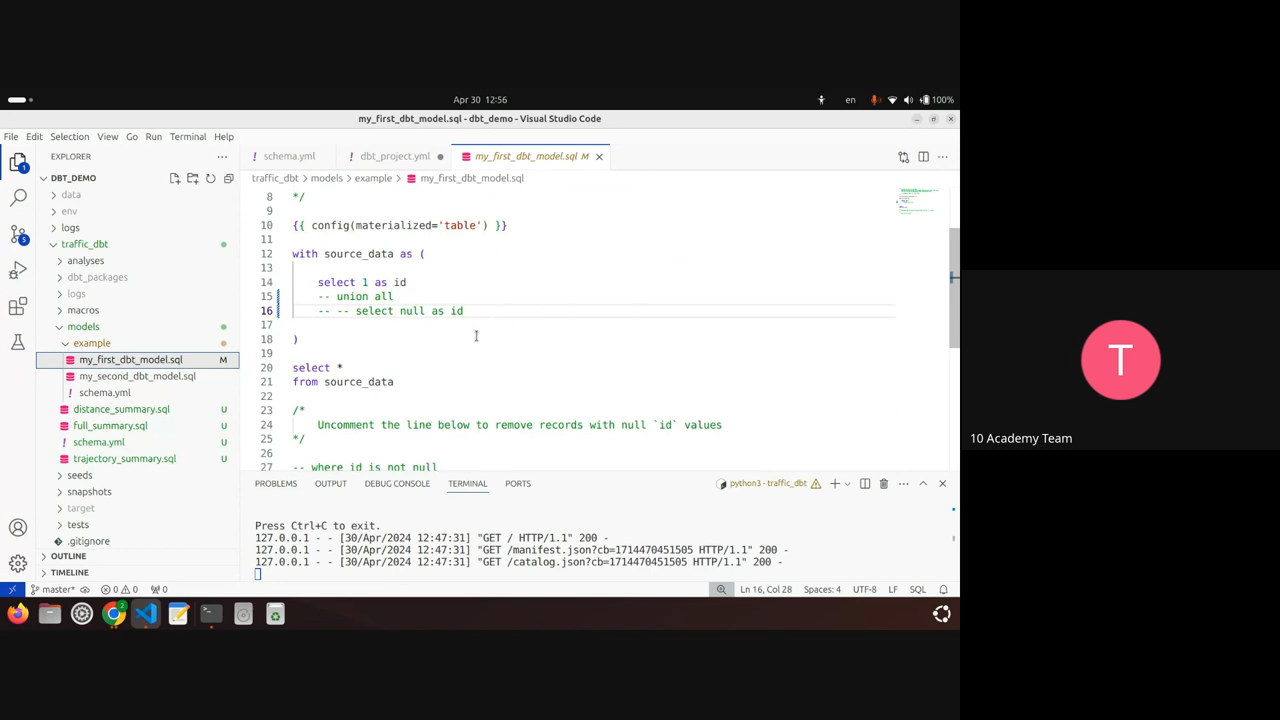 Apr 30 12:56
en
100%
my_first_dbt_model.sql - dbt_demo - Visual Studio Code
File Edit Selection View Go Run Terminal Help
EXPLORER
schema.yml
dbt_project.yml
my_first_dbt_model.sql M
DBT_DEMO
traffic_dbt > models > example > my_first_dbt_model.sql
data
env
logs
traffic_dbt
analyses
dbt_packages
logs
macros
models
example
my_first_dbt_model.sql M
my_second_dbt_model.sql
schema.yml
distance_summary.sql U
full_summary.sql U
schema.yml U
trajectory_summary.sql U
seeds
snapshots
target
tests
.gitignore
OUTLINE
TIMELINE
1
5
8 */
9
10 {{ config(materialized='table') }}
11
12 with source_data as (
13
14 select 1 as id
15 -- union all
16 -- -- select null as id
17
18 )
19
20 select *
21 from source_data
22
23 /*
24 Uncomment the line below to remove records with null `id` values
25 */
26
27 -- where id is not null
PROBLEMS OUTPUT DEBUG CONSOLE TERMINAL PORTS
python3 - traffic_dbt
Press Ctrl+C to exit.
127.0.0.1 - - [30/Apr/2024 12:47:31] "GET / HTTP/1.1" 200 -
127.0.0.1 - - [30/Apr/2024 12:47:31] "GET /manifest.json?cb=1714470451505 HTTP/1.1" 200 -
127.0.0.1 - - [30/Apr/2024 12:47:31] "GET /catalog.json?cb=1714470451505 HTTP/1.1" 200 -
master* 0 0 0
Ln 16, Col 28 Spaces: 4 UTF-8 LF SQL
2
T
10 Academy Team